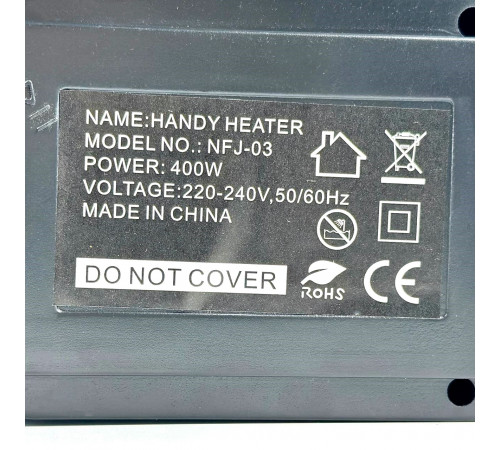 NAME:HANDY HEATER
MODEL NO.: NFJ-03
POWER: 400W
VOLTAGE:220-240V,50/60Hz
MADE IN CHINA
DO NOT COVER
RoHS
CE